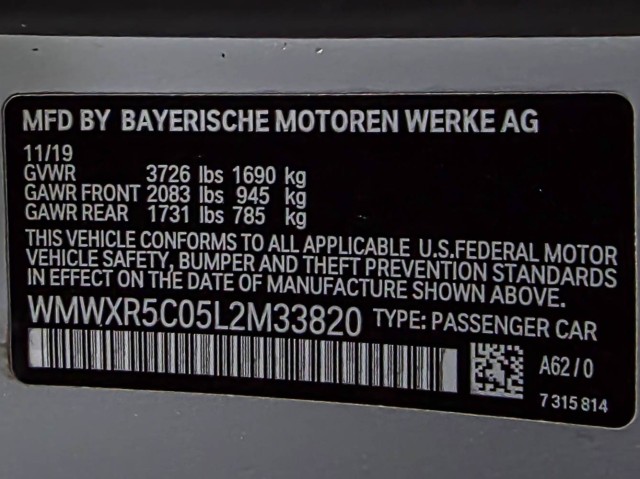 MFD BY BAYERISCHE MOTOREN WERKE AG
11/19
GVWR 3726 lbs 1690 kg
GAWR FRONT 2083 lbs 945 kg
GAWR REAR 1731 lbs 785 kg
THIS VEHICLE CONFORMS TO ALL APPLICABLE U.S.FEDERAL MOTOR
VEHICLE SAFETY, BUMPER AND THEFT PREVENTION STANDARDS
IN EFFECT ON THE DATE OF MANUFACTURE SHOWN ABOVE.
WMWXR5C05L2M33820 TYPE: PASSENGER CAR
A62/0
7 315 814